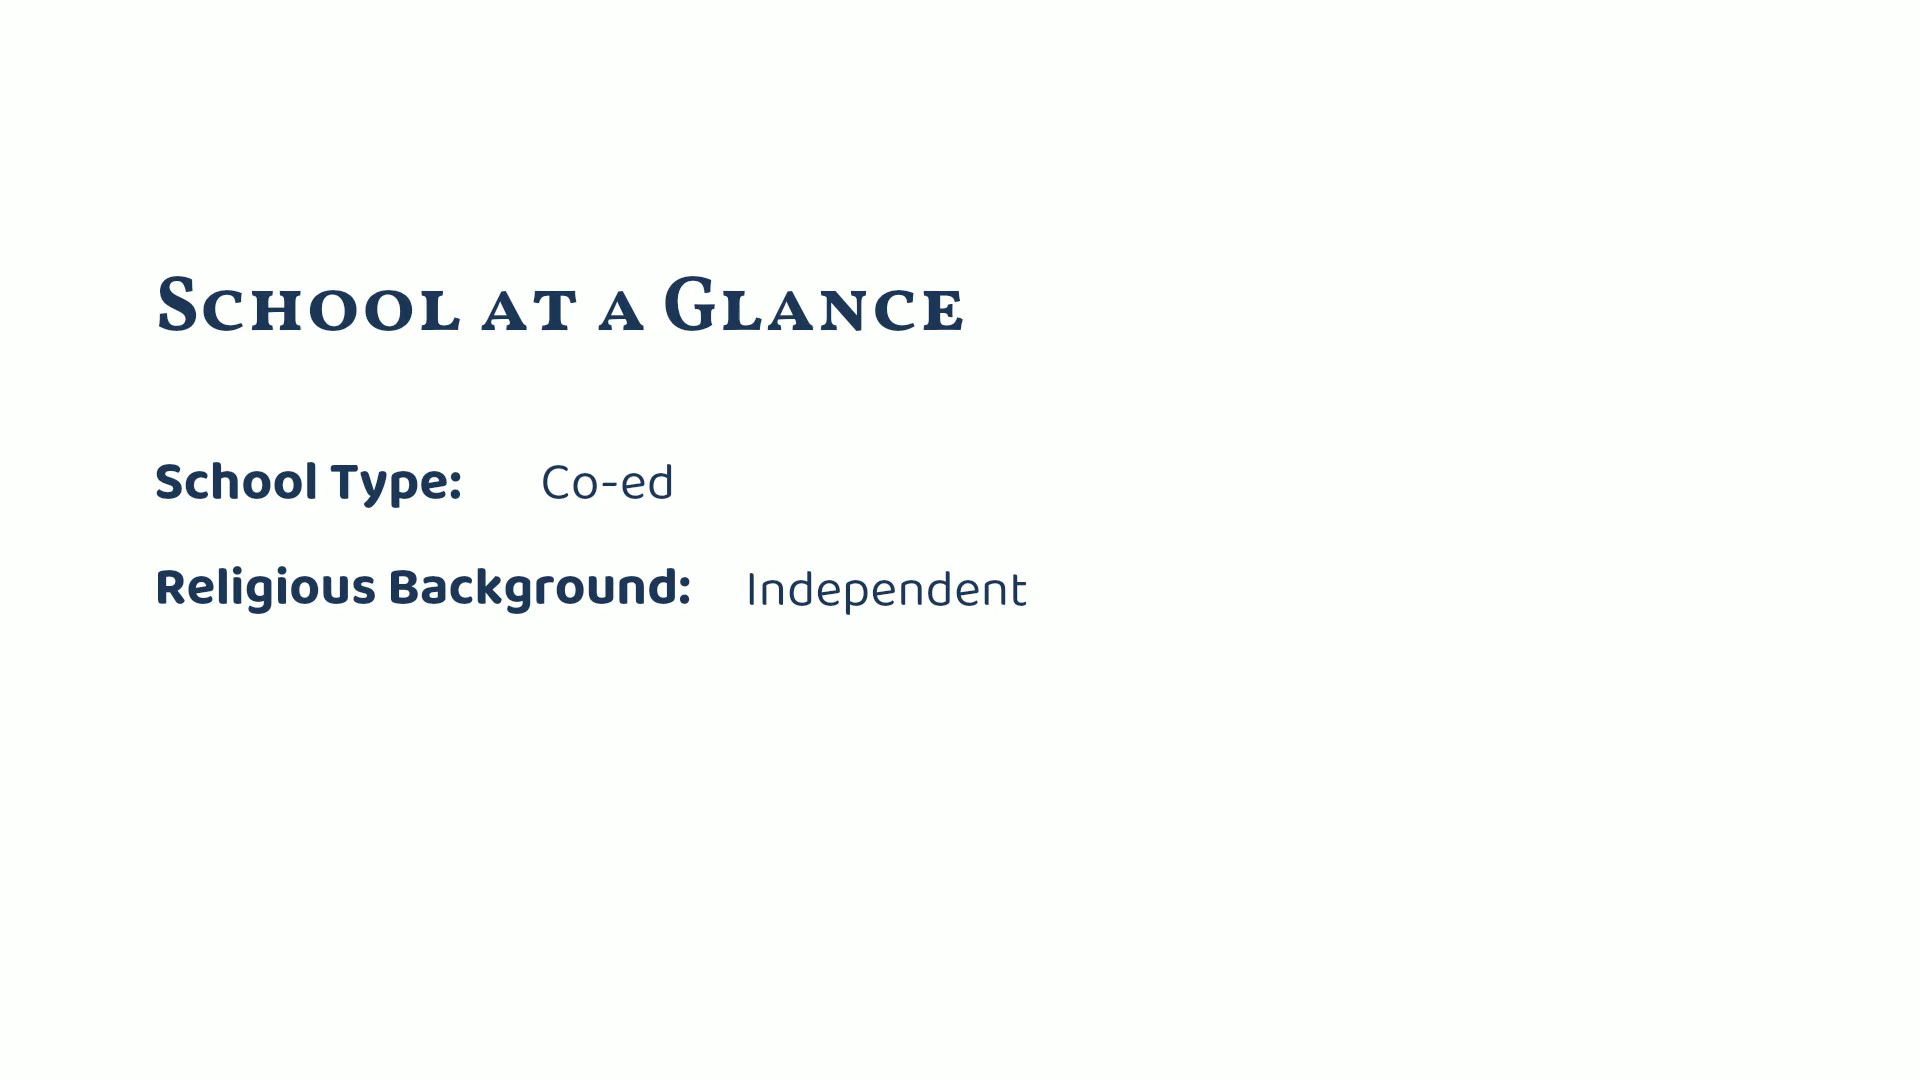 School at a Glance
School Type: Co-ed
Religious Background: Independent